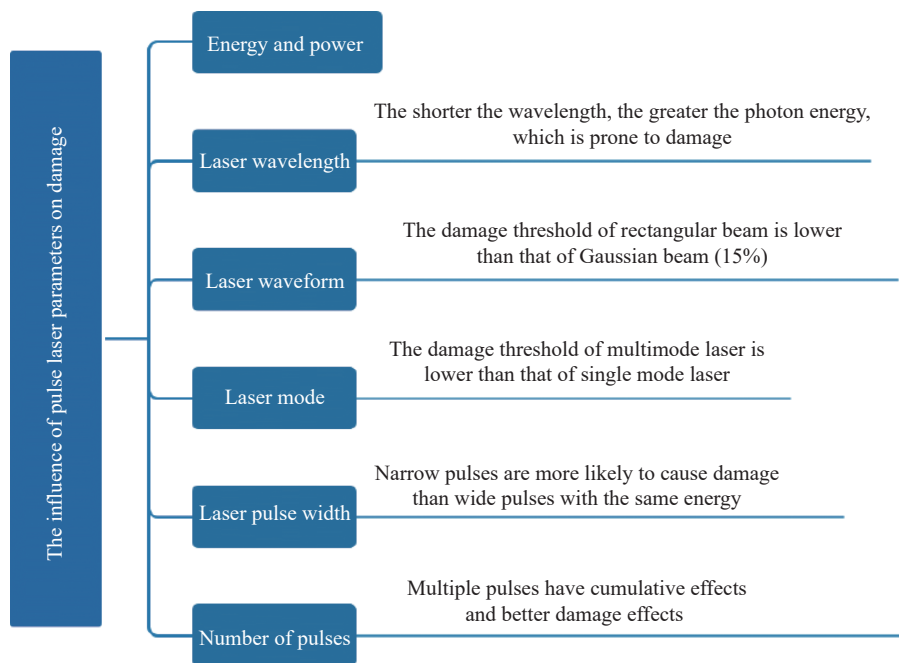 The influence of pulse laser parameters on damage
Energy and power
Laser wavelength
The shorter the wavelength, the greater the photon energy,
which is prone to damage
Laser waveform
The damage threshold of rectangular beam is lower
than that of Gaussian beam (15%)
Laser mode
The damage threshold of multimode laser is
lower than that of single mode laser
Laser pulse width
Narrow pulses are more likely to cause damage
than wide pulses with the same energy
Number of pulses
Multiple pulses have cumulative effects
and better damage effects